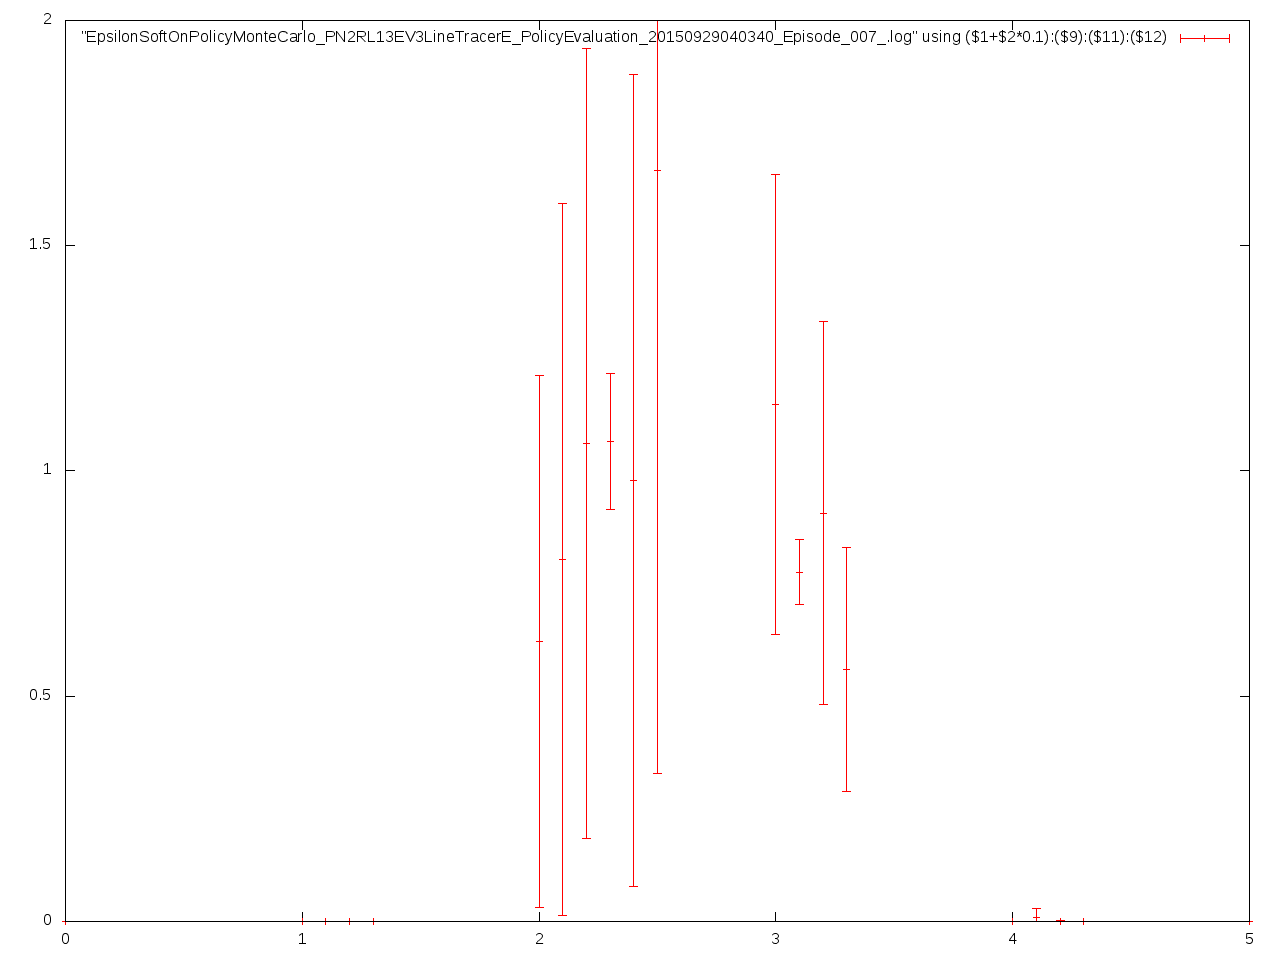 2
"EpsilonSoftOnPolicyMonteCarlo_PN2RL13EV3LineTracerE_PolicyEvaluation_20150929040340_Episode_007_.log" using ($1+$2*0.1):($9):($11):($12)
1.5
1
0.5
0
0 1 2 3 4 5